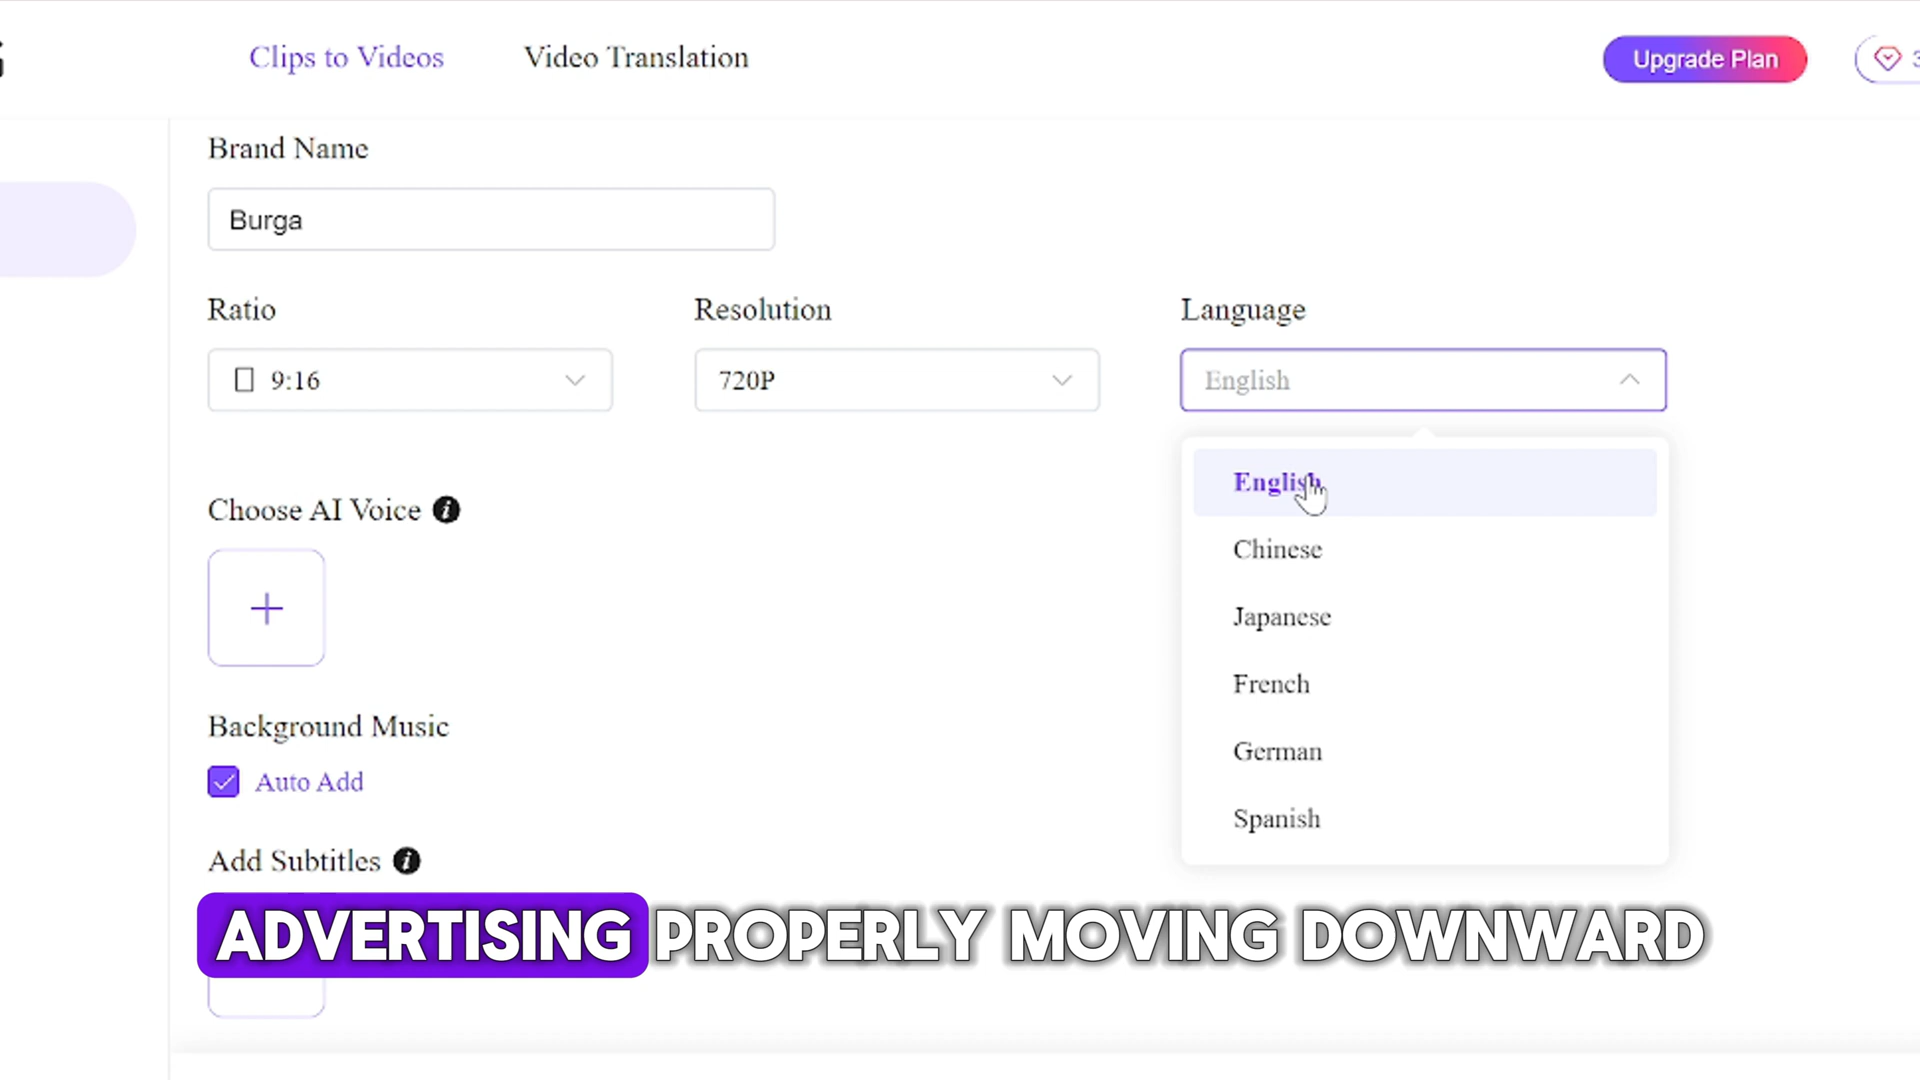 Clips to Videos
Video Translation
Upgrade Plan
Brand Name
Burga
Ratio
Resolution
Language
9:16
720P
English
English
Chinese
Japanese
French
German
Spanish
Choose AI Voice
Background Music
Auto Add
Add Subtitles
ADVERTISING PROPERLY MOVING DOWNWARD